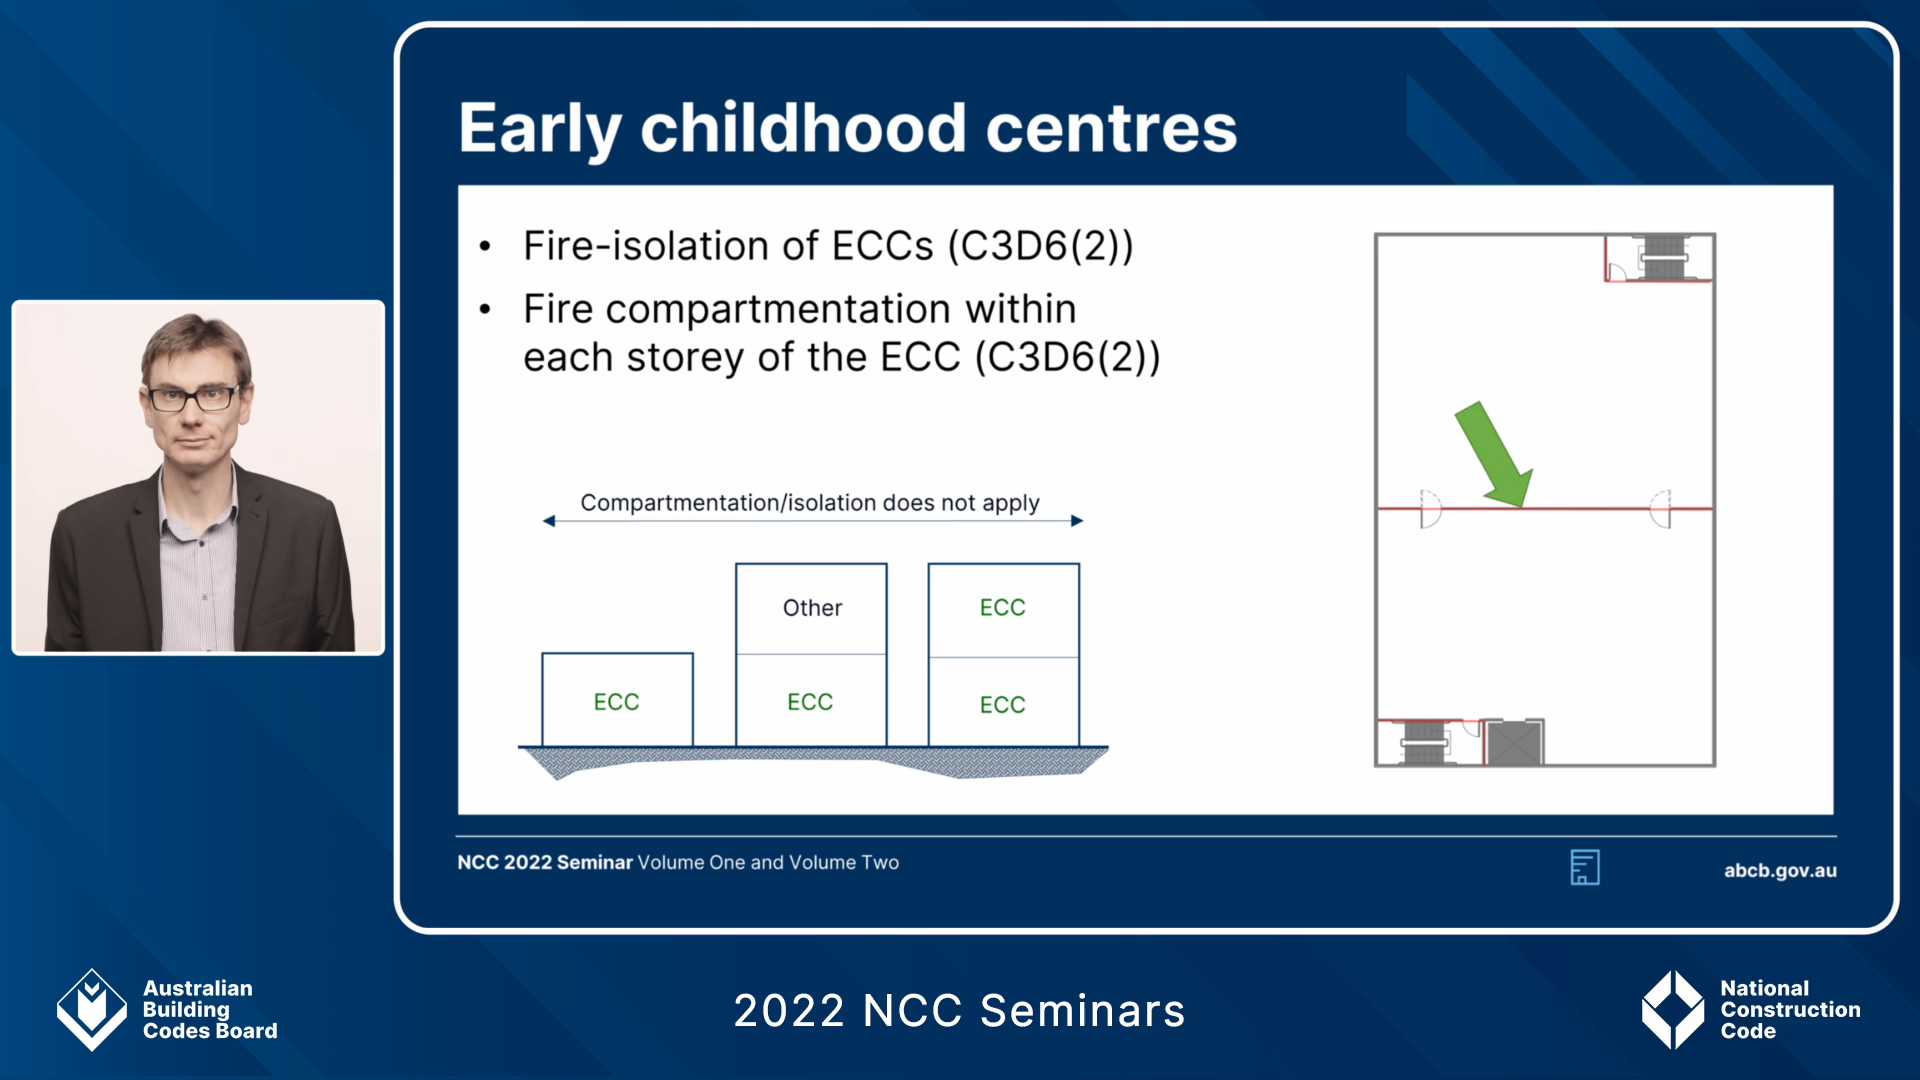 Early childhood centres
• Fire-isolation of ECCs (C3D6(2))
• Fire compartmentation within
each storey of the ECC (C3D6(2))
Compartmentation/isolation does not apply
Other
ECC
ECC
ECC
ECC
NCC 2022 Seminar Volume One and Volume Two
abcb.gov.au
Australian
Building
Codes Board
2022 NCC Seminars
National
Construction
Code